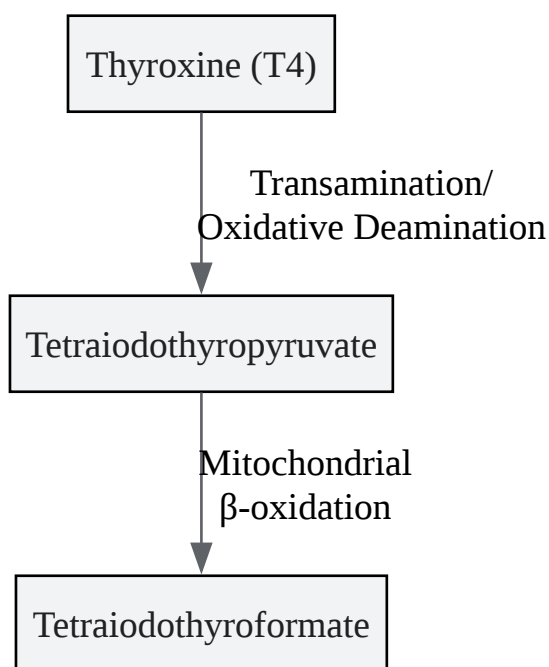 Thyroxine (T4)
Transamination/
Oxidative Deamination
Tetraiodothyropyruvate
Mitochondrial
β-oxidation
Tetraiodothyroformate